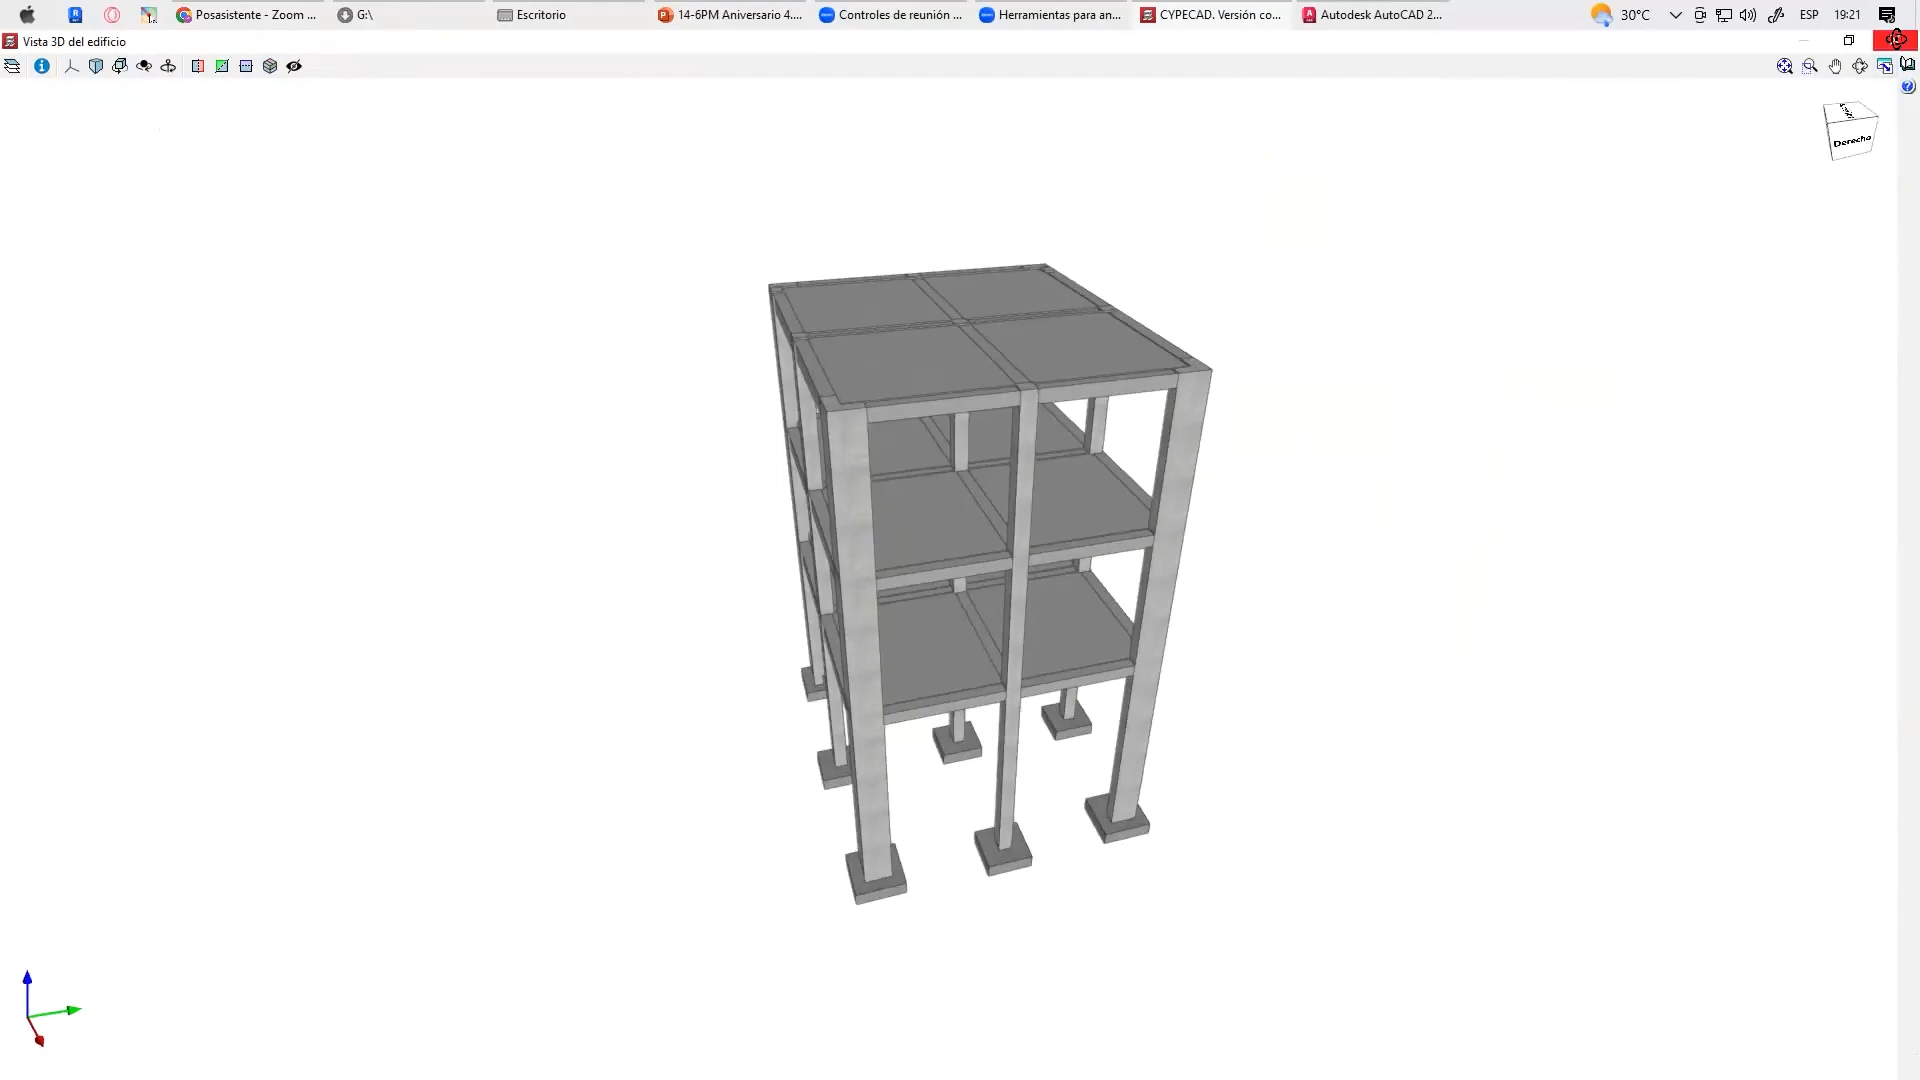 Posasistente - Zoom ...
G:\
Escritorio
14-6PM Aniversario 4....
Controles de reunión ...
Herramientas para an...
CYPECAD. Versión co...
Autodesk AutoCAD 2...
30°C
ESP
19:21
Vista 3D del edificio
Derecha